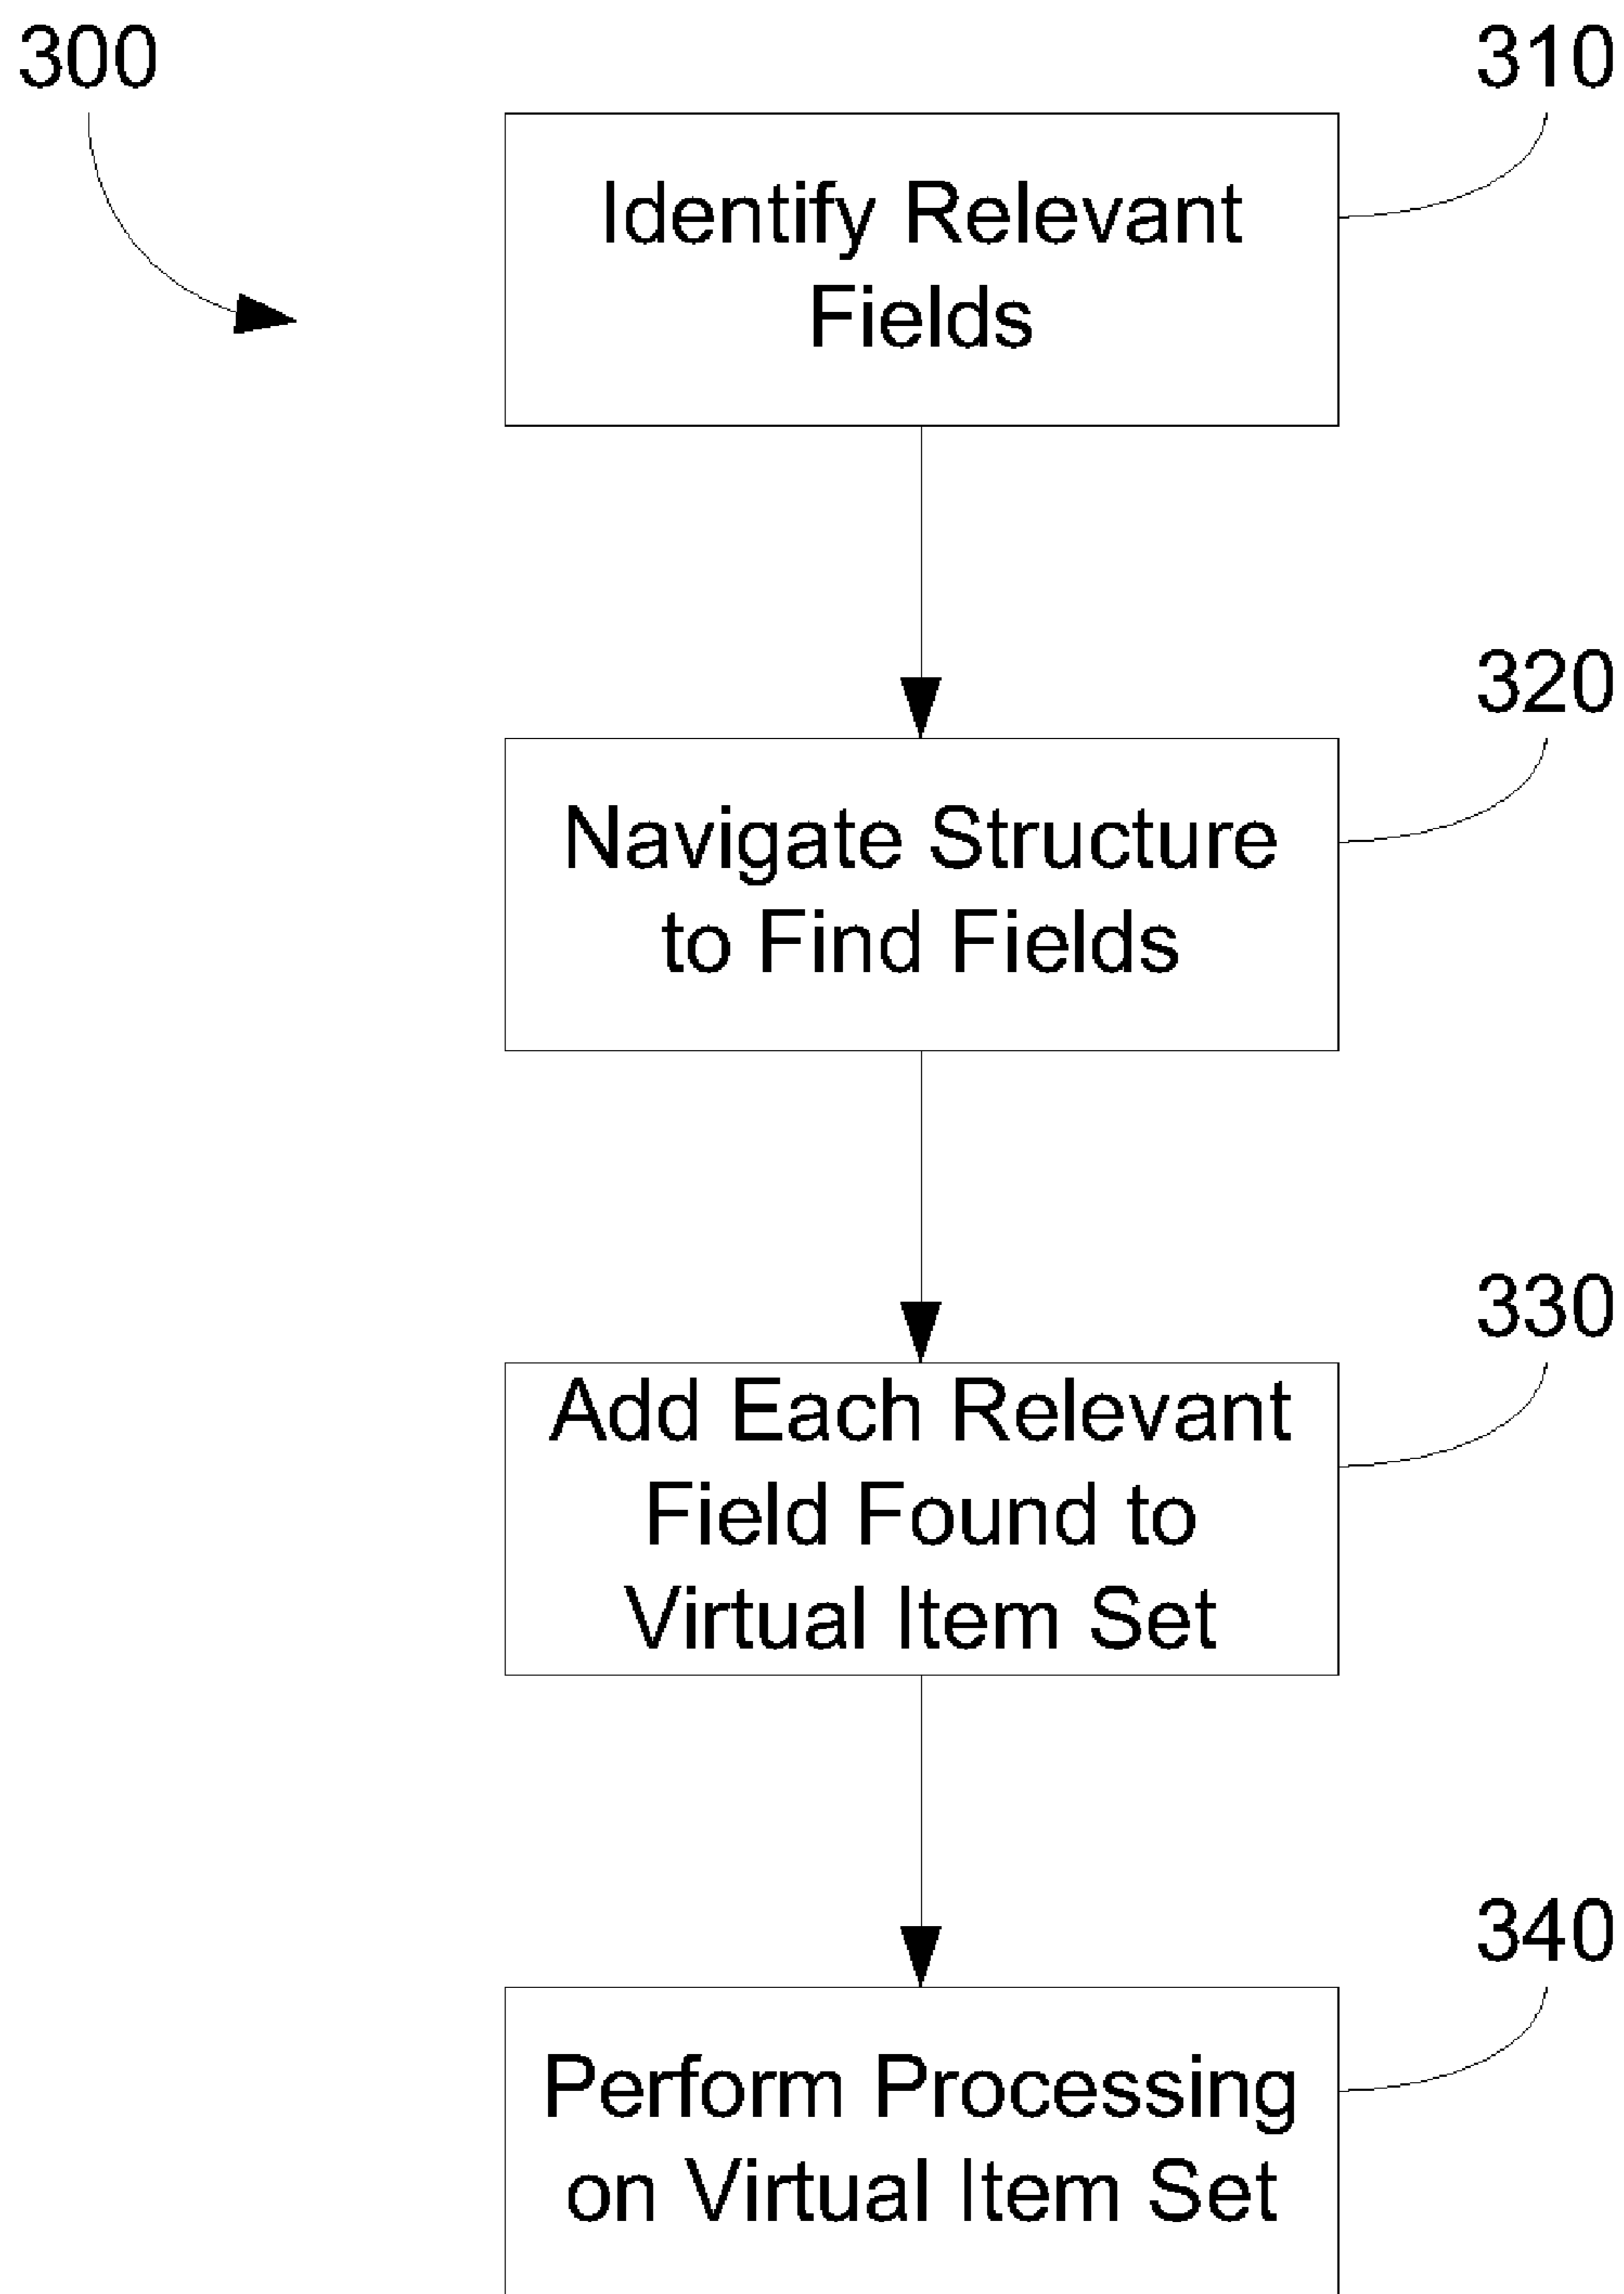 300
310
Identify Relevant
Fields
320
Navigate Structure
to Find Fields
330
Add Each Relevant
Field Found to
Virtual Item Set
340
Perform Processing
on Virtual Item Set